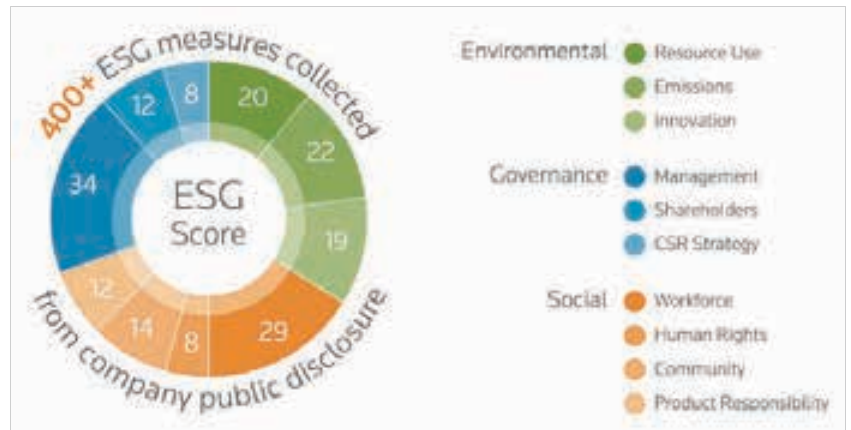 400+ ESG measures collected
from company public disclosure
ESG
Score
20
22
19
29
8
14
12
34
12
8
Environmental
Resource Use
Emissions
Innovation
Governance
Management
Shareholders
CSR Strategy
Social
Workforce
Human Rights
Community
Product Responsibility